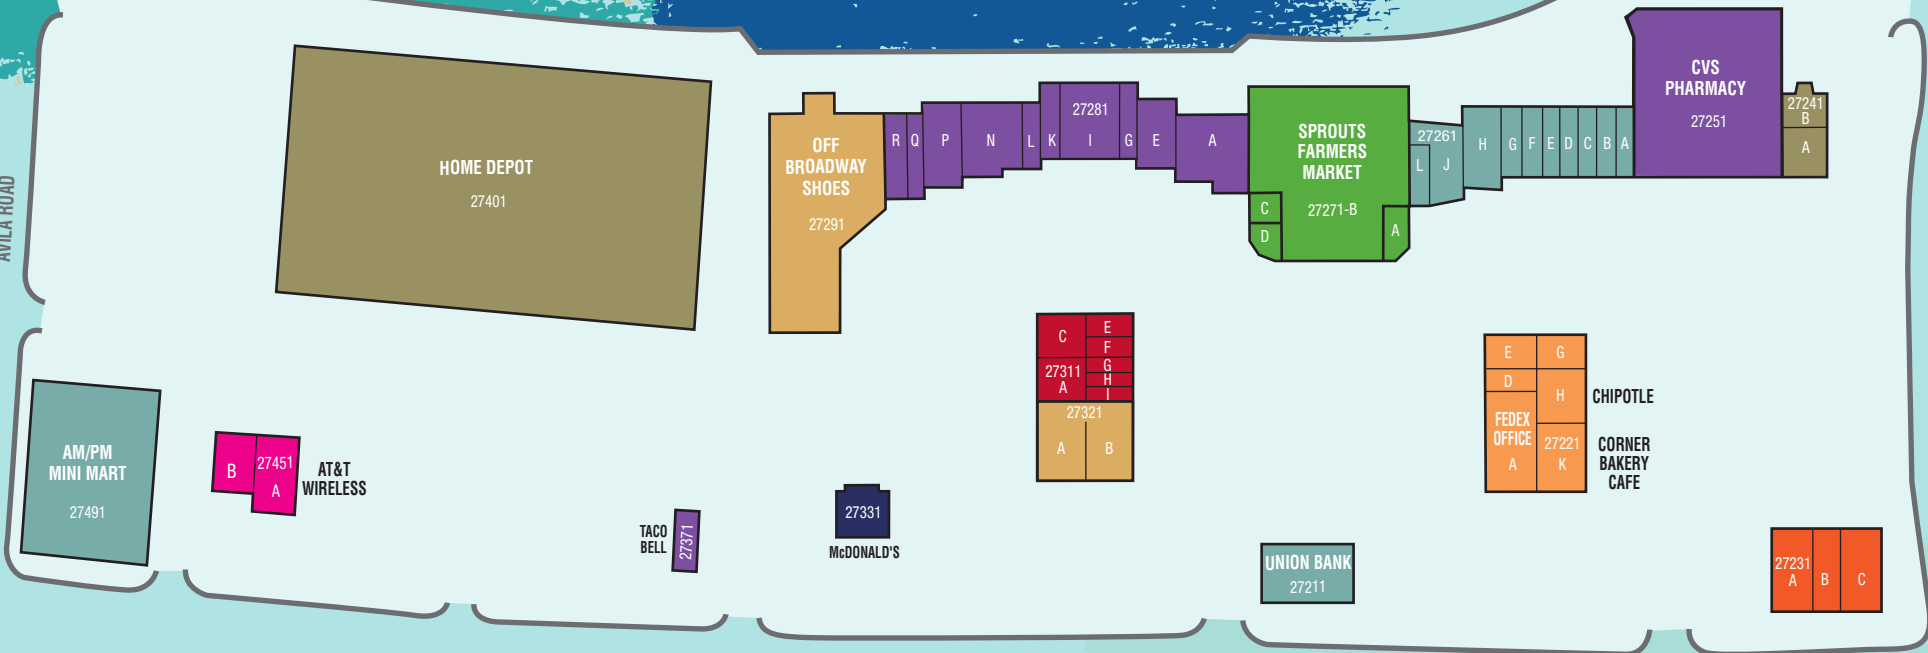 AVILA ROAD
HOME DEPOT
27401
OFF
BROADWAY
SHOES
27291
R Q P N L K I G E A
27281
SPROUTS
FARMERS
MARKET
27271-B
C
D
A
27261
L J H G F E D C B A
CVS
PHARMACY
27251
27241
B
A
AM/PM
MINI MART
27491
B
27451
A
AT&T
WIRELESS
TACO
BELL
27371
27331
McDONALD'S
C
27311
A
E
F
G
H
I
27321
A B
UNION BANK
27211
E G
D
H
CHIPOTLE
FEDEX
OFFICE
A
27221
K
CORNER
BAKERY
CAFE
27231
A B C